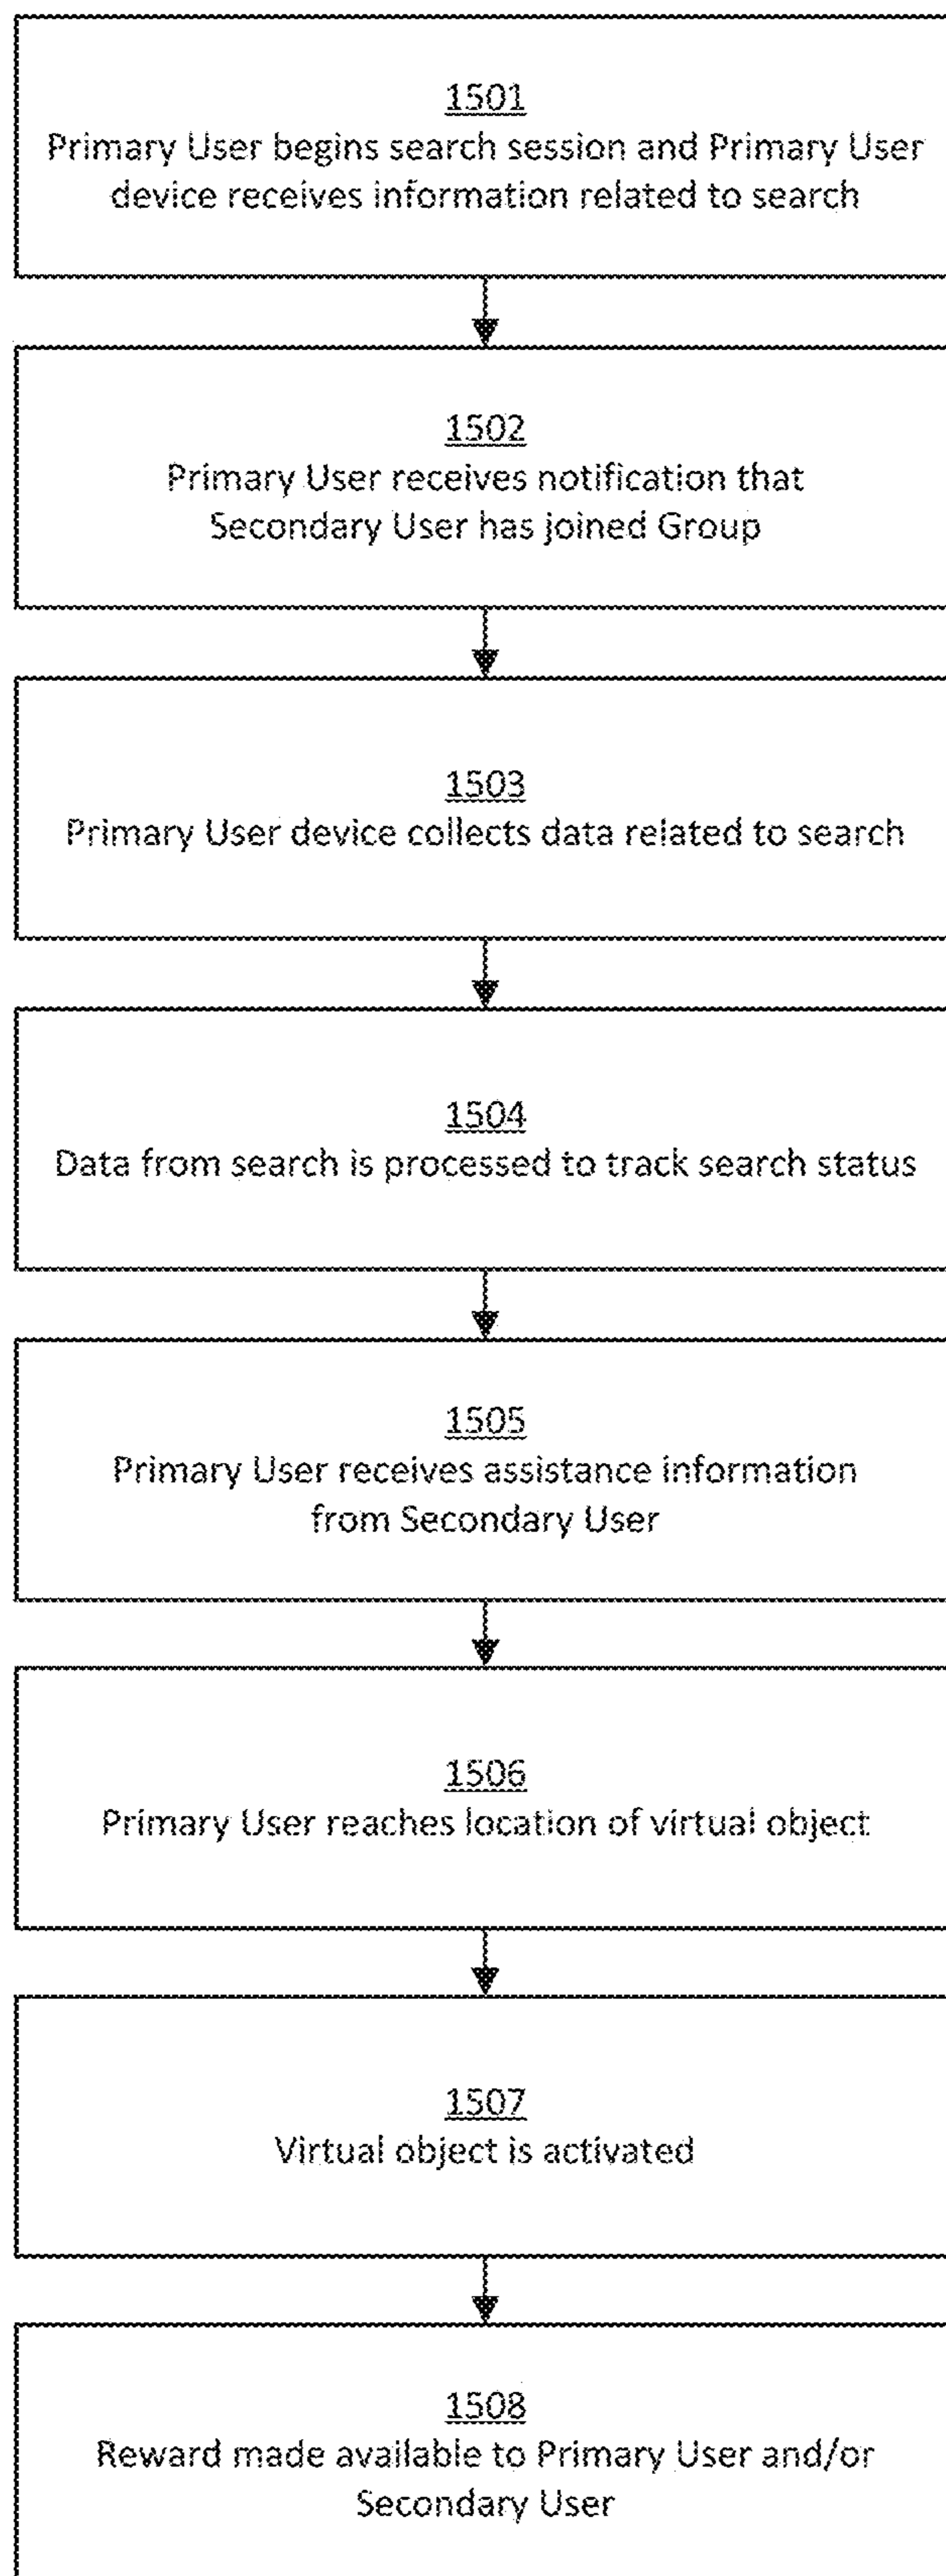 1501
Primary User begins search session and Primary User
device receives information related to search
1502
Primary User receives notification that
Secondary User has joined Group
1503
Primary User device collects data related to search
1504
Data from search is processed to track search status
1505
Primary User receives assistance information
from Secondary User
1506
Primary User reaches location of virtual object
1507
Virtual object is activated
1508
Reward made available to Primary User and/or
Secondary User